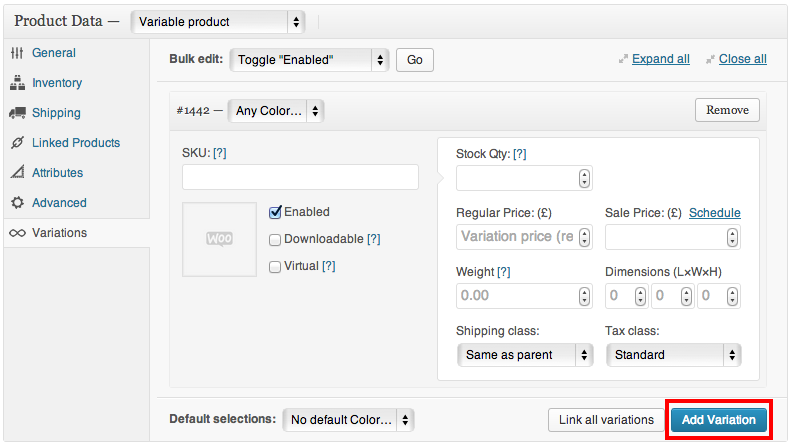 Product Data — Variable product
General
Inventory
Shipping
Linked Products
Attributes
Advanced
Variations
Bulk edit: Toggle "Enabled" Go Expand all Close all
#1442 — Any Color… Remove
SKU: [?]
WOO
Enabled
Downloadable [?]
Virtual [?]
Stock Qty: [?]
Regular Price: (£) Sale Price: (£) Schedule
Variation price (re
Weight [?] Dimensions (L×W×H)
0.00 0 0 0
Shipping class: Tax class:
Same as parent Standard
Default selections: No default Color… Link all variations Add Variation